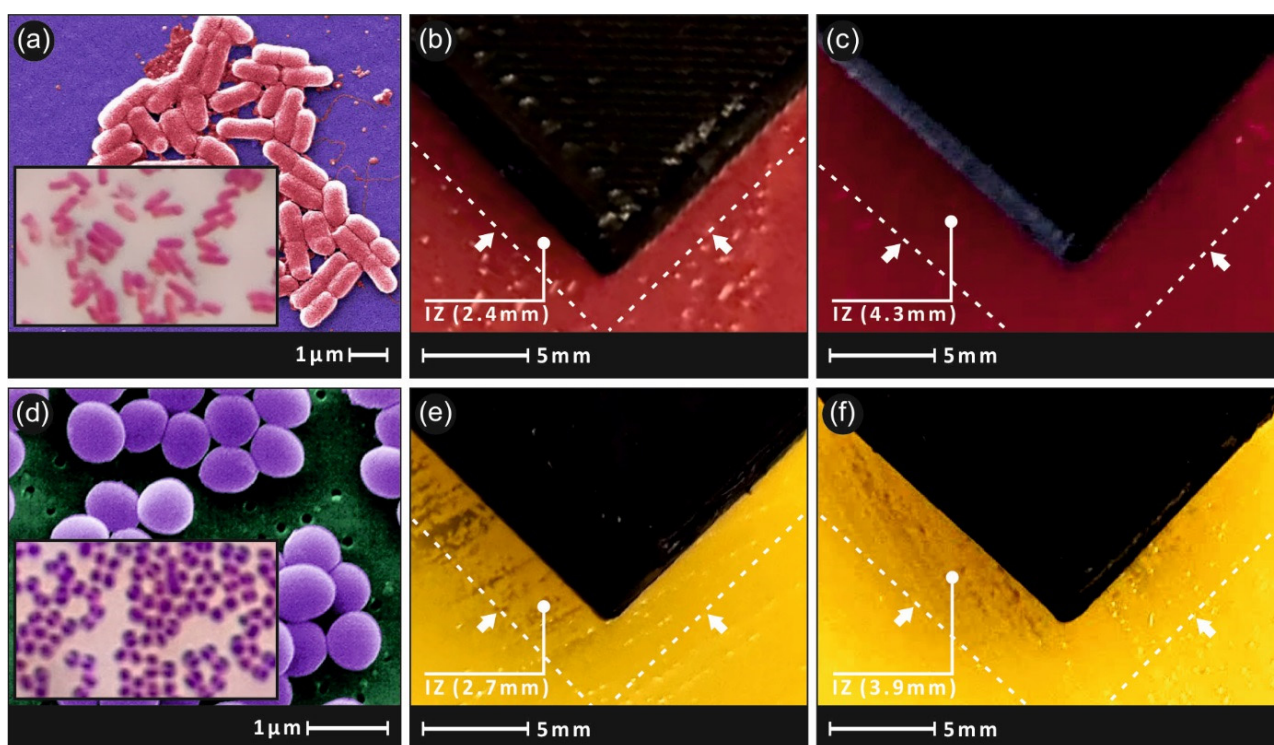 (a)
(b)
(c)
IZ (2.4mm)
IZ (4.3mm)
1μm
5mm
5mm
(d)
(e)
(f)
IZ (2.7mm)
IZ (3.9mm)
1μm
5mm
5mm